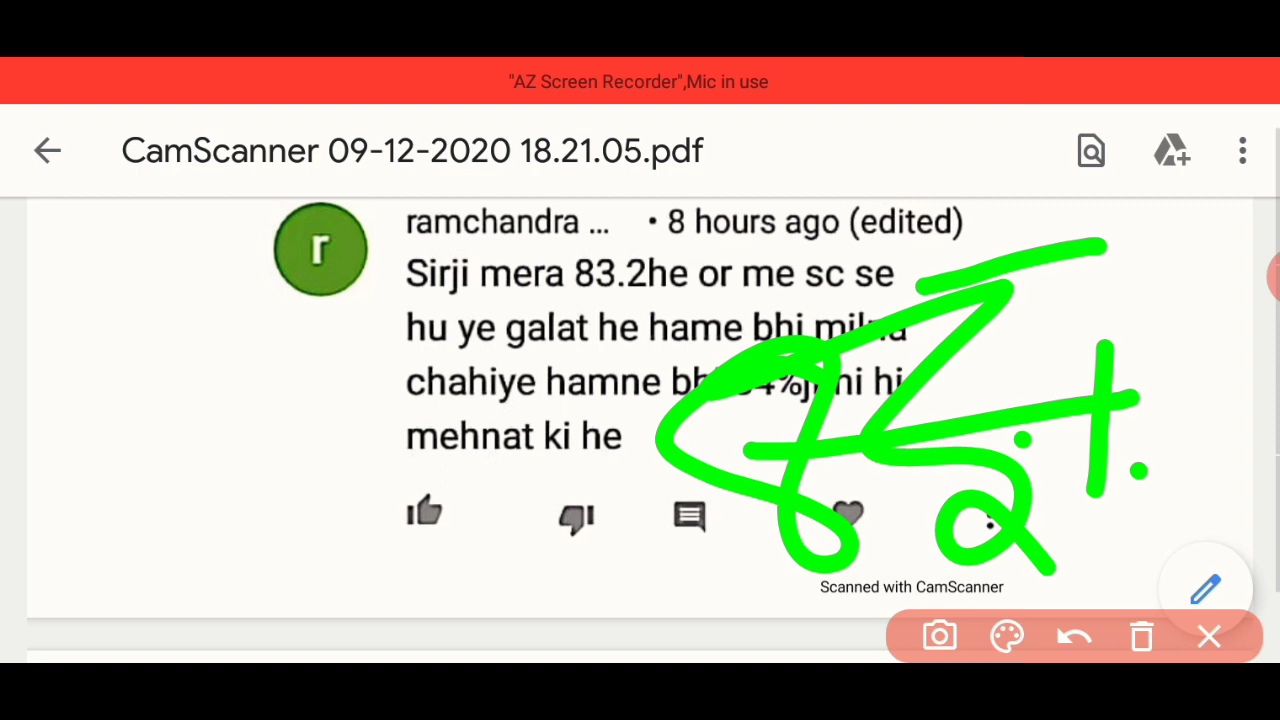 "AZ Screen Recorder",Mic in use
CamScanner 09-12-2020 18.21.05.pdf
r
ramchandra ... • 8 hours ago (edited)
Sirji mera 83.2he or me sc se
hu ye galat he hame bhi milna
chahiye hamne hi
mehnat ki he
Scanned with CamScanner